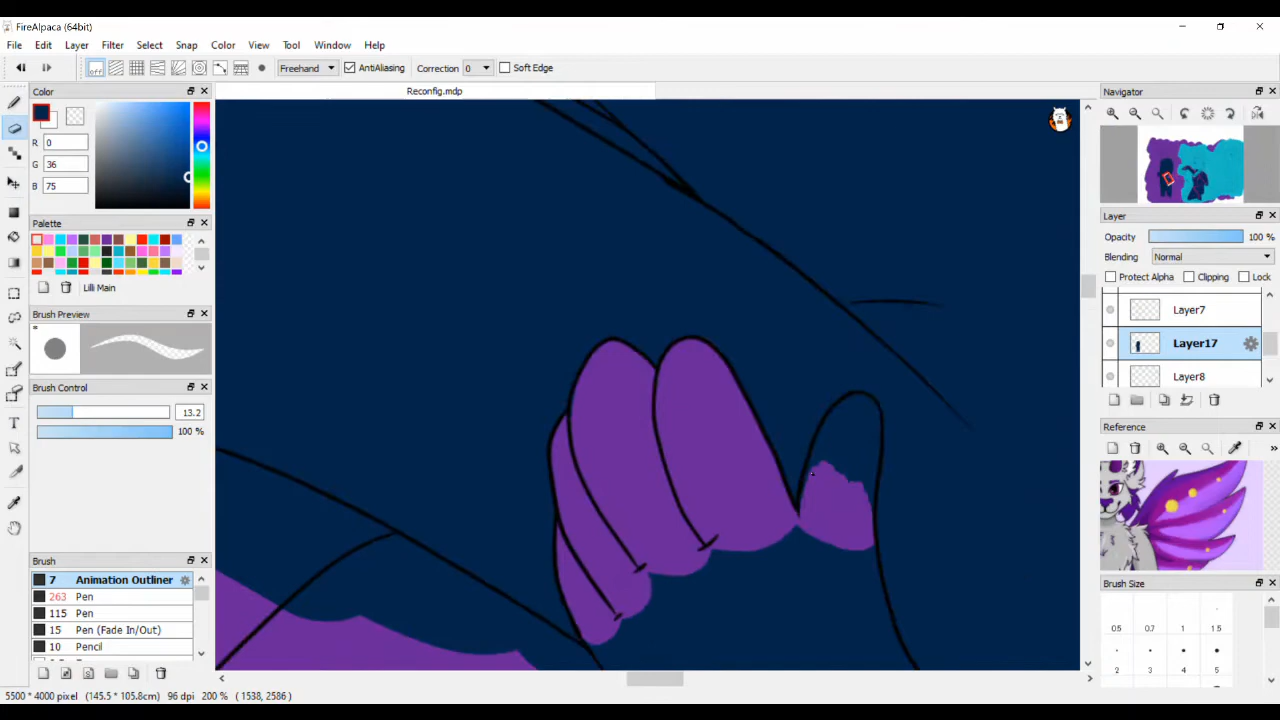 FireAlpaca (64bit)
File Edit Layer Filter Select Snap Color View Tool Window Help
off Freehand AntiAliasing Correction 0 Soft Edge
Color
Reconfig.mdp
Navigator
R 0
G 36
B 75
Palette
Lilli Main
Brush Preview
*
Brush Control
13.2
100 %
Layer
Opacity 100 %
Blending Normal
Protect Alpha Clipping Lock
Layer7
Layer17
Layer8
Reference
»
Brush
7 Animation Outliner
263 Pen
115 Pen
15 Pen (Fade In/Out)
10 Pencil
Brush Size
0.5 0.7 1 1.5
2 3 4 5
5500 * 4000 pixel (145.5 * 105.8cm) 96 dpi 200 % ( 1538, 2586 )